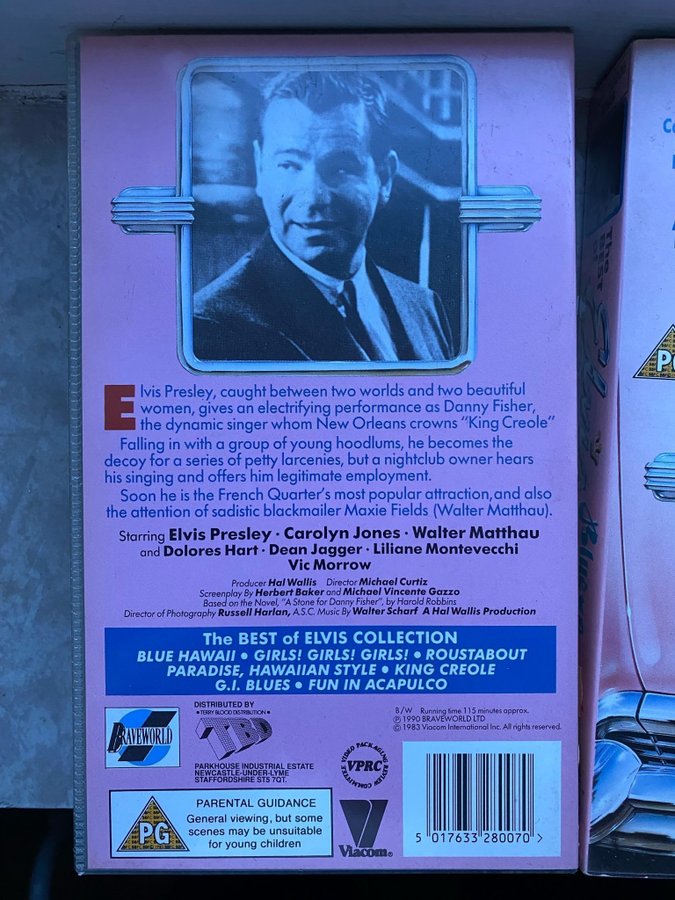 Elvis Presley, caught between two worlds and two beautiful
women, gives an electrifying performance as Danny Fisher,
the dynamic singer whom New Orleans crowns "King Creole"
Falling in with a group of young hoodlums, he becomes the
decoy for a series of petty larcenies, but a nightclub owner hears
his singing and offers him legitimate employment.
Soon he is the French Quarter's most popular attraction, and also
the attention of sadistic blackmailer Maxie Fields (Walter Matthau).
Starring Elvis Presley · Carolyn Jones · Walter Matthau
and Dolores Hart · Dean Jagger · Liliane Montevecchi
Vic Morrow
Producer Hal Wallis Director Michael Curtiz
Screenplay By Herbert Baker and Michael Vincente Gazzo
Based on the Novel, "A Stone for Danny Fisher", by Harold Robbins
Director of Photography Russell Harlan, A.S.C. Music By Walter Scharf A Hal Wallis Production
The BEST of ELVIS COLLECTION
BLUE HAWAII • GIRLS! GIRLS! GIRLS! • ROUSTABOUT
PARADISE, HAWAIIAN STYLE • KING CREOLE
G.I. BLUES • FUN IN ACAPULCO
BRAVEWORLD
DISTRIBUTED BY
• TERRY BLOOD DISTRIBUTION •
TBD
PARKHOUSE INDUSTRIAL ESTATE
NEWCASTLE-UNDER-LYME
STAFFORDSHIRE ST5 7QT.
B/W Running time 115 minutes approx.
Ⓟ 1990 BRAVEWORLD LTD
© 1983 Viacom International Inc. All rights reserved.
VIDEO PACKAGING REVIEW COMMITTEE
VPRC
Viacom®
PG
PARENTAL GUIDANCE
General viewing, but some
scenes may be unsuitable
for young children
5 017633 280070 >
The
BEST
PG